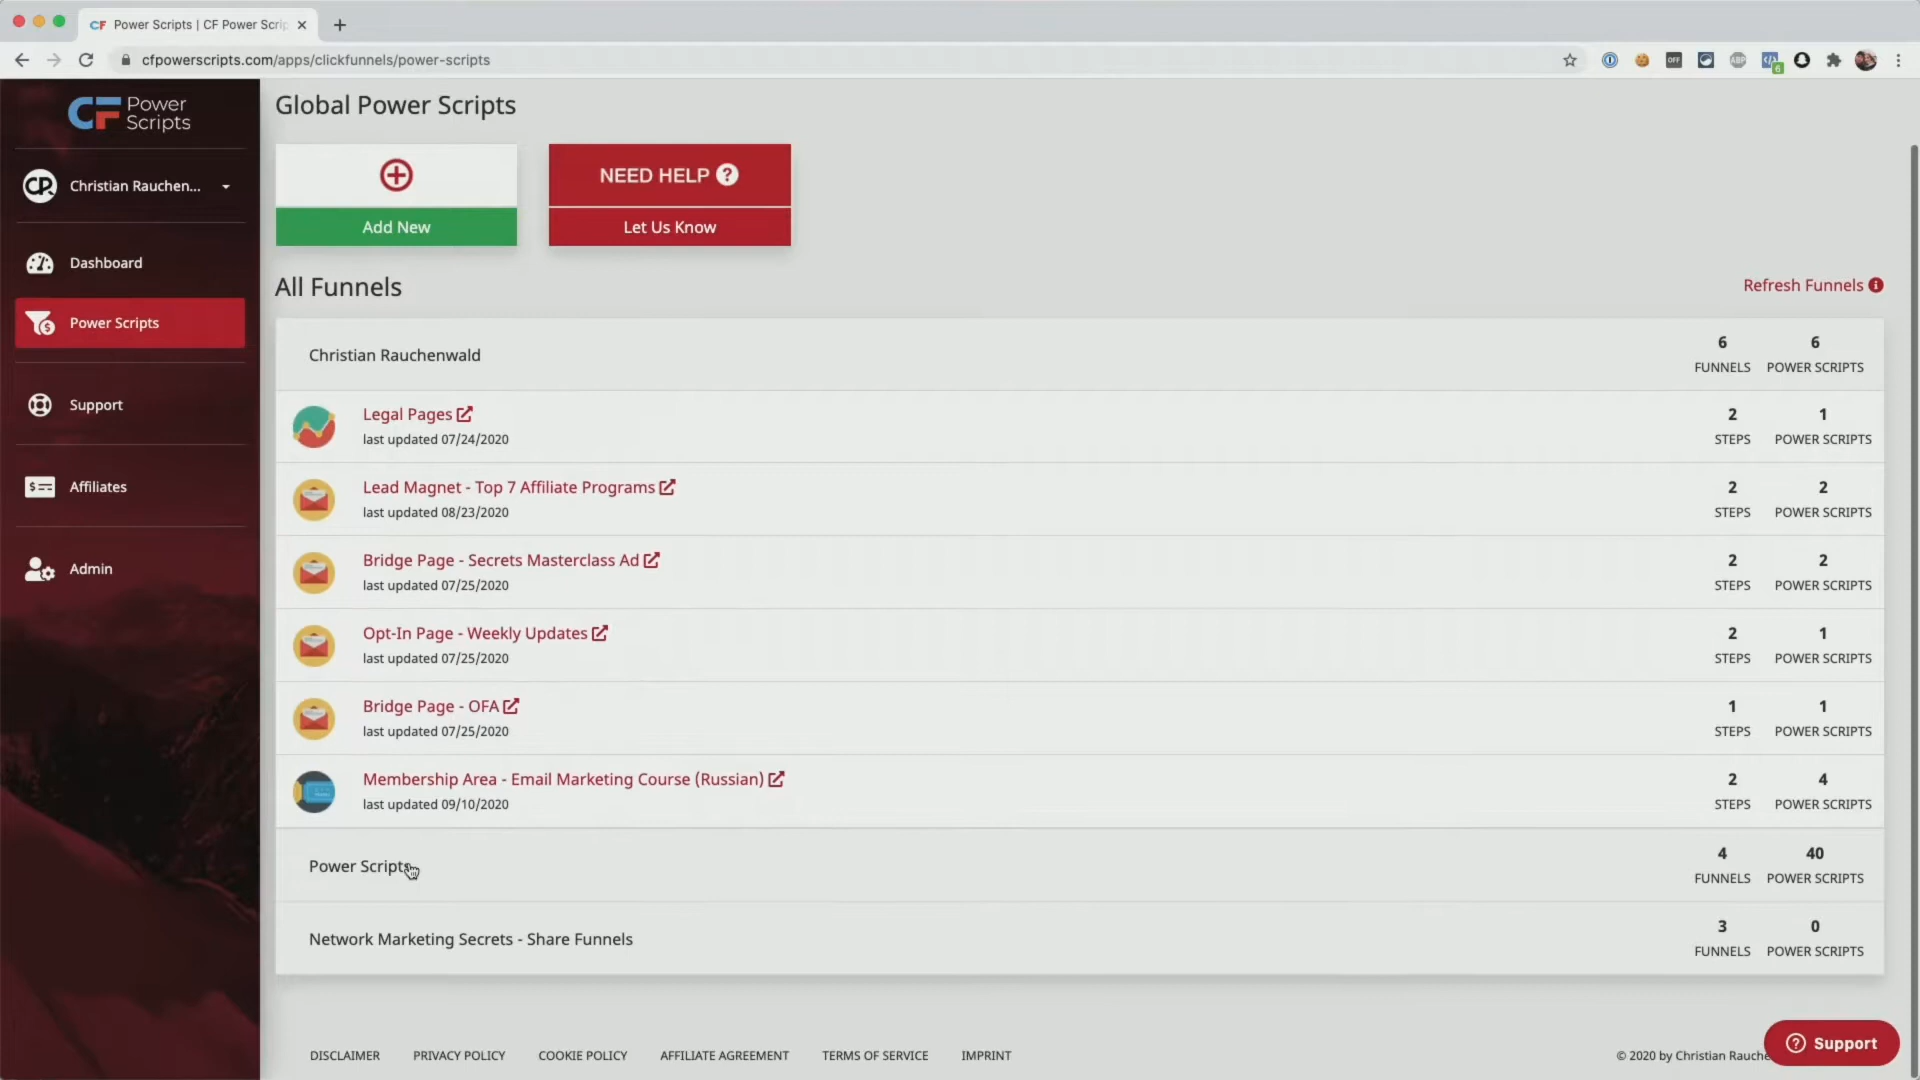 Power Scripts | CF Power Scrip
cfpowerscripts.com/apps/clickfunnels/power-scripts
OFF
ABP
6
CF Power Scripts
Christian Rauchen...
Dashboard
Power Scripts
Support
Affiliates
Admin
Global Power Scripts
Add New
NEED HELP ?
Let Us Know
All Funnels
Refresh Funnels
Christian Rauchenwald
6 6
FUNNELS POWER SCRIPTS
Legal Pages
last updated 07/24/2020
2 1
STEPS POWER SCRIPTS
Lead Magnet - Top 7 Affiliate Programs
last updated 08/23/2020
2 2
STEPS POWER SCRIPTS
Bridge Page - Secrets Masterclass Ad
last updated 07/25/2020
2 2
STEPS POWER SCRIPTS
Opt-In Page - Weekly Updates
last updated 07/25/2020
2 1
STEPS POWER SCRIPTS
Bridge Page - OFA
last updated 07/25/2020
1 1
STEPS POWER SCRIPTS
Membership Area - Email Marketing Course (Russian)
last updated 09/10/2020
2 4
STEPS POWER SCRIPTS
Power Scripts
4 40
FUNNELS POWER SCRIPTS
Network Marketing Secrets - Share Funnels
3 0
FUNNELS POWER SCRIPTS
DISCLAIMER PRIVACY POLICY COOKIE POLICY AFFILIATE AGREEMENT TERMS OF SERVICE IMPRINT
© 2020 by Christian Rauche
Support